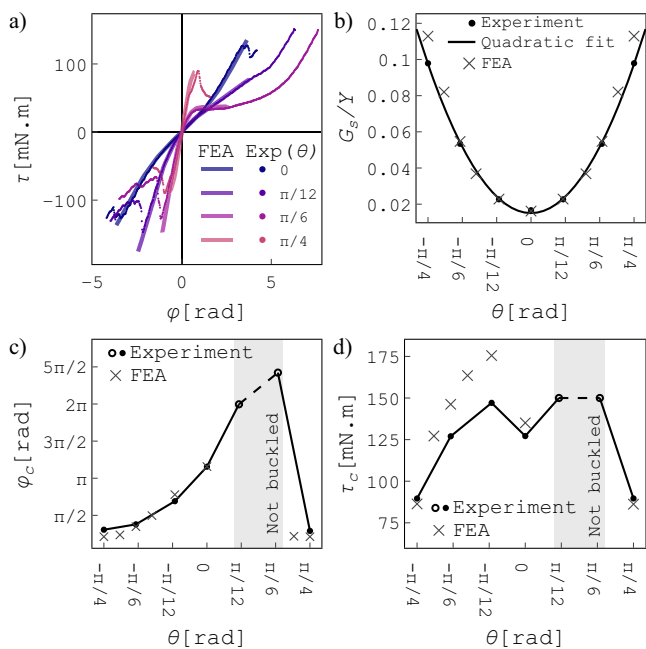 a)
100
0
−100
τ[mN.m]
FEA Exp(θ)
0
π/12
π/6
π/4
−5
0
5
φ[rad]
b)
Experiment
Quadratic fit
FEA
0.12
0.1
0.08
0.06
0.04
0.02
G_s/Y
−π/4
−π/6
−π/12
0
π/12
π/6
π/4
θ[rad]
c)
Experiment
FEA
5π/2
2π
3π/2
π
π/2
φ_c[rad]
Not buckled
−π/4
−π/6
−π/12
0
π/12
π/6
π/4
θ[rad]
d)
175
150
125
100
75
τ_c[mN.m]
Experiment
FEA
Not buckled
−π/4
−π/6
−π/12
0
π/12
π/6
π/4
θ[rad]